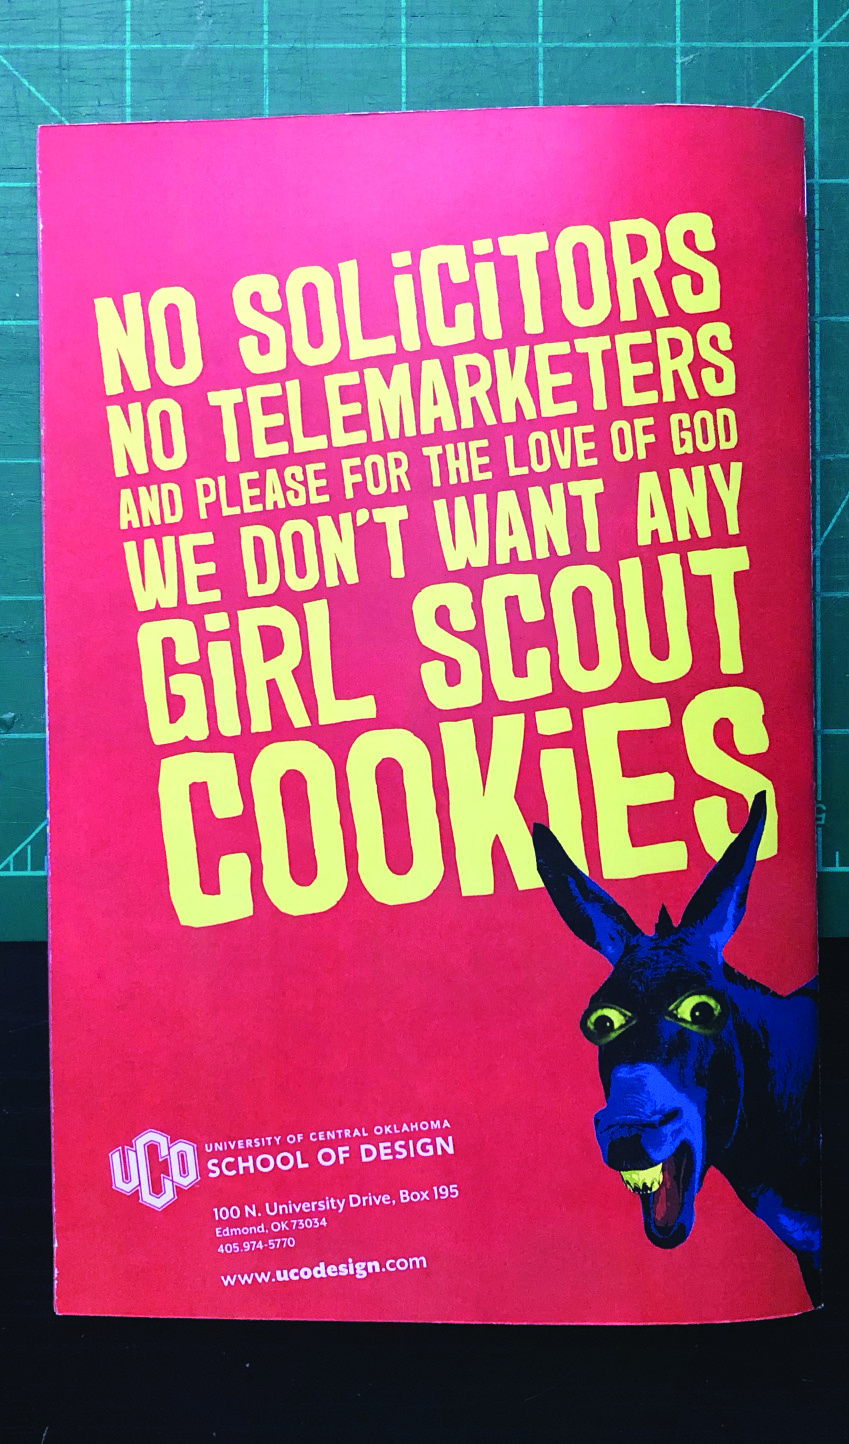 NO SOLiCiTORS
NO TELEMARKETERS
AND PLEASE FOR THE LOVE OF GOD
WE DON'T WANT ANY
GiRL SCOUT
COOKiES
UCO
UNIVERSITY OF CENTRAL OKLAHOMA
SCHOOL OF DESIGN
100 N. University Drive, Box 195
Edmond, OK 73034
405.974-5770
www.ucodesign.com